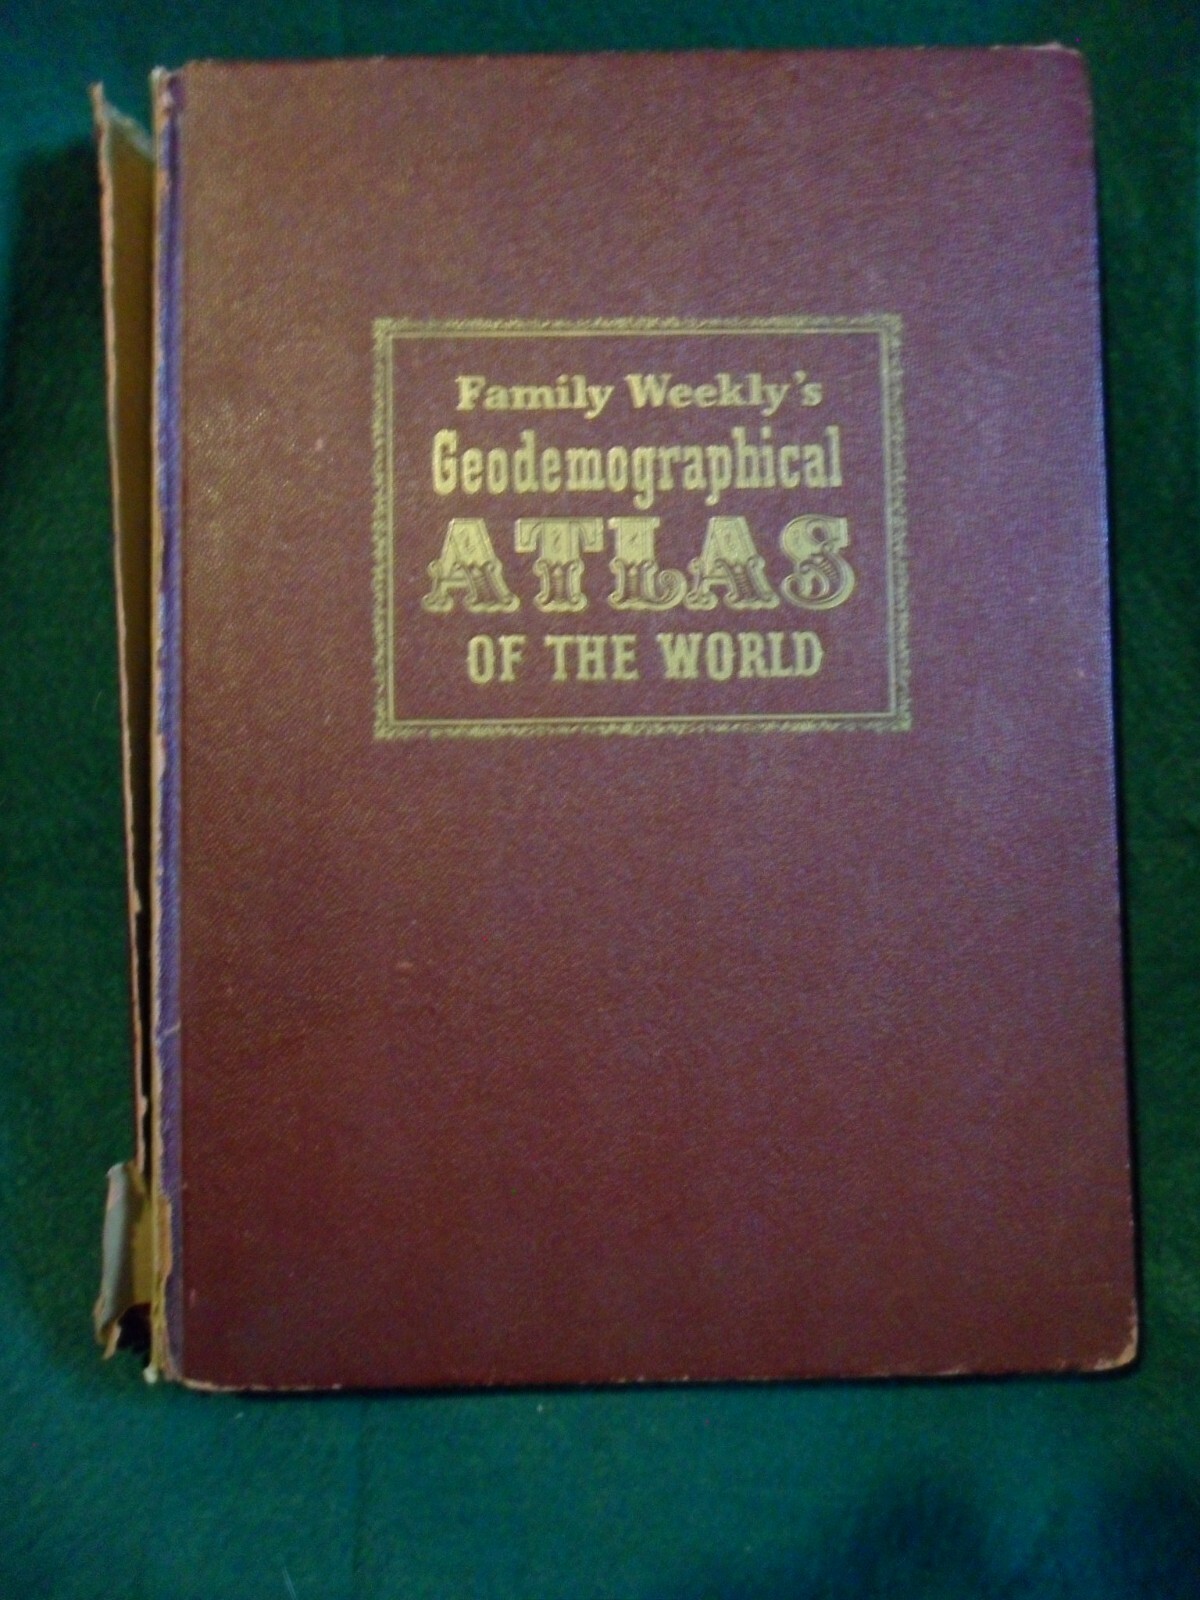 Family Weekly's
Geodemographical
ATLAS
OF THE WORLD